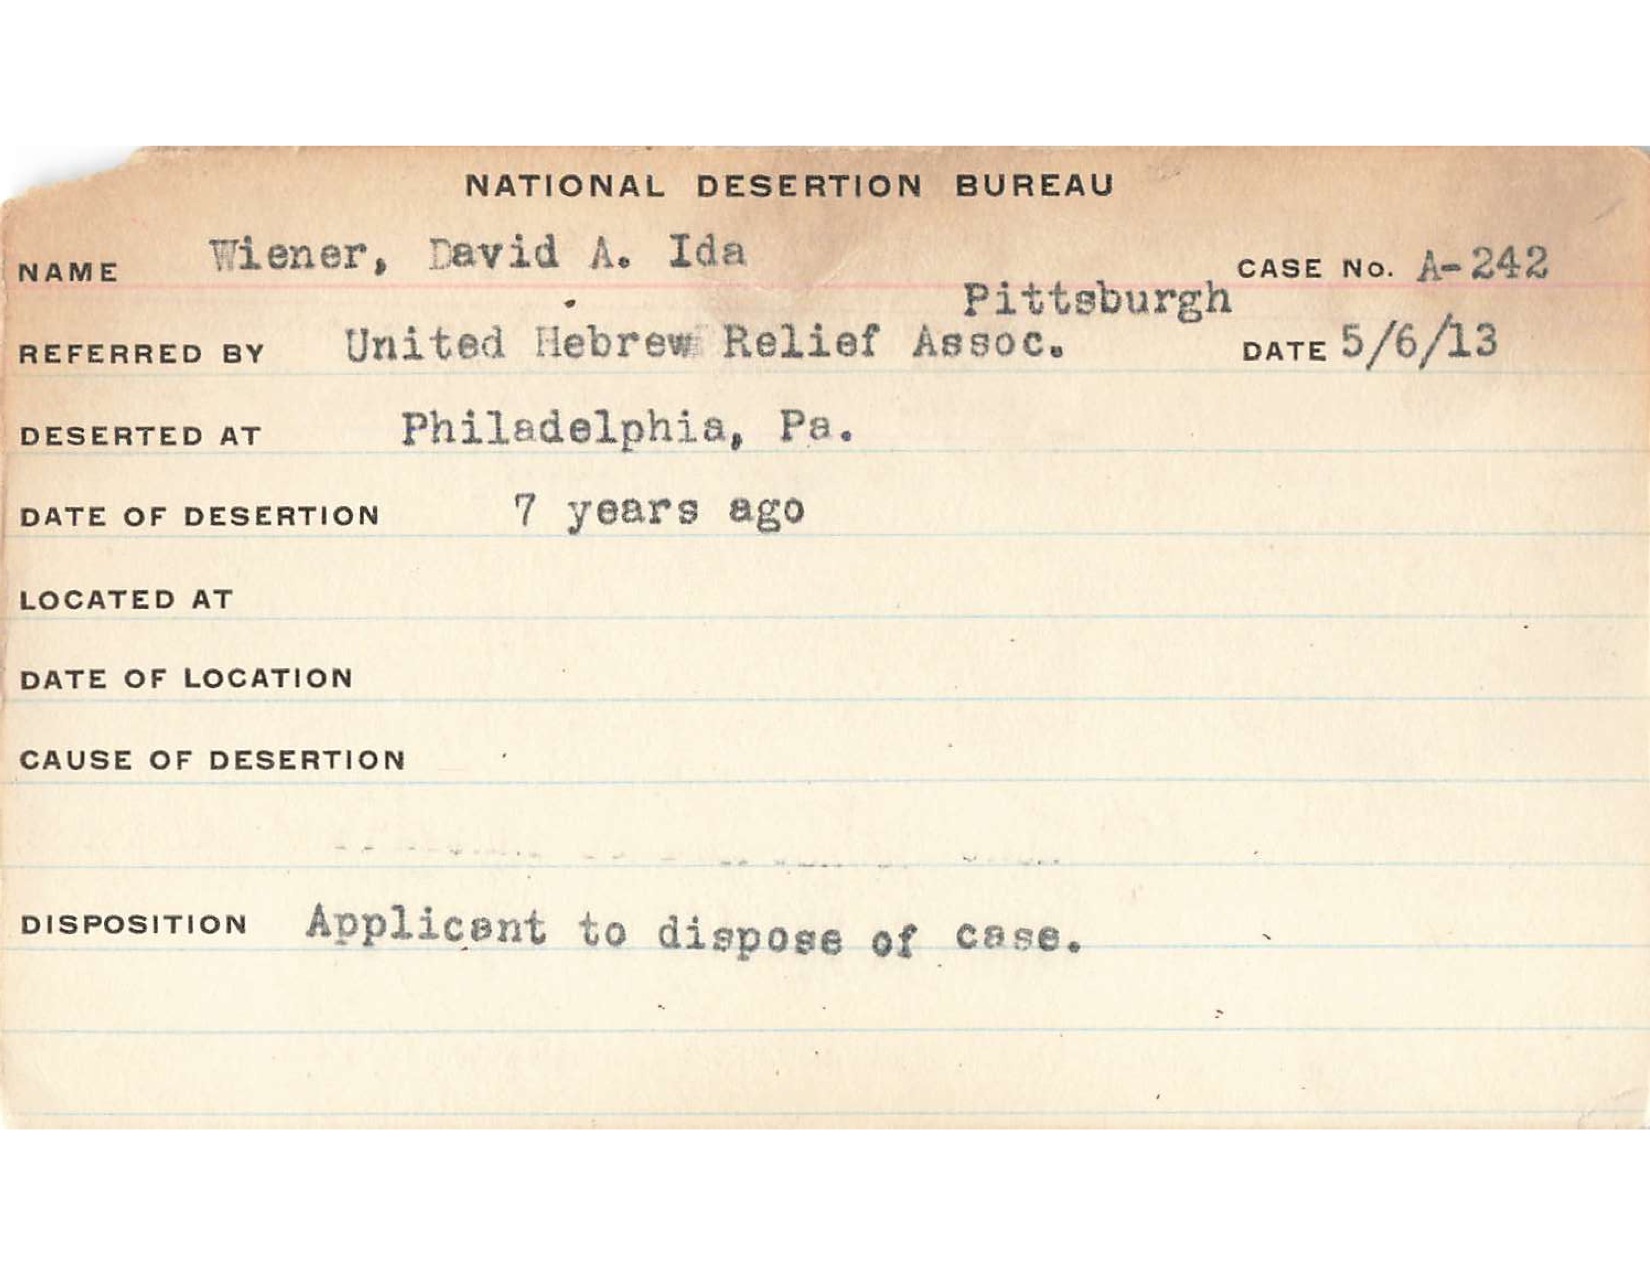 NATIONAL DESERTION BUREAU
NAME Wiener, David A. Ida CASE No. A-242
Pittsburgh
REFERRED BY United Hebrew Relief Assoc. DATE 5/6/13
DESERTED AT Philadelphia, Pa.
DATE OF DESERTION 7 years ago
LOCATED AT
DATE OF LOCATION
CAUSE OF DESERTION
DISPOSITION Applicant to dispose of case.